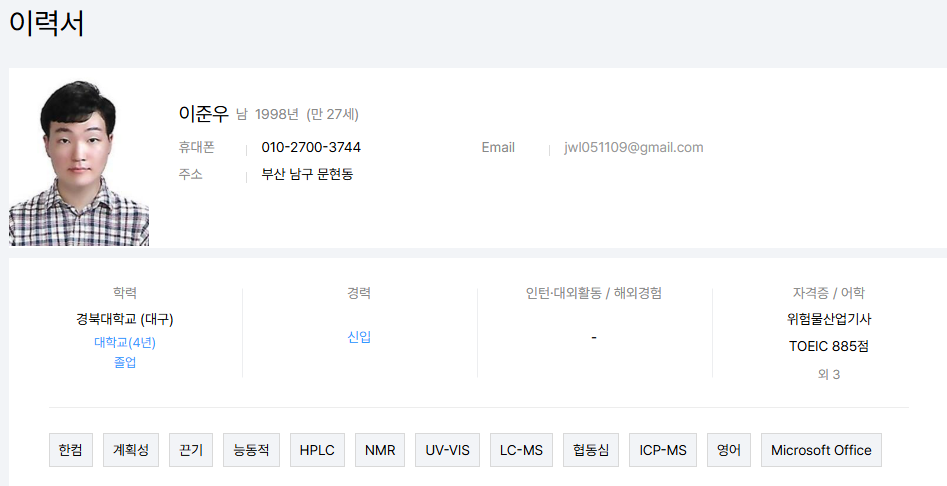 이력서
이준우 남 1998년 (만 27세)
휴대폰 010-2700-3744 Email jwl051109@gmail.com
주소 부산 남구 문현동
학력 경력 인턴·대외활동 / 해외경험 자격증 / 어학
경북대학교 (대구) 위험물산업기사
대학교(4년) 신입 - TOEIC 885점
졸업 외 3
한컴 계획성 끈기 능동적 HPLC NMR UV-VIS LC-MS 협동심 ICP-MS 영어 Microsoft Office